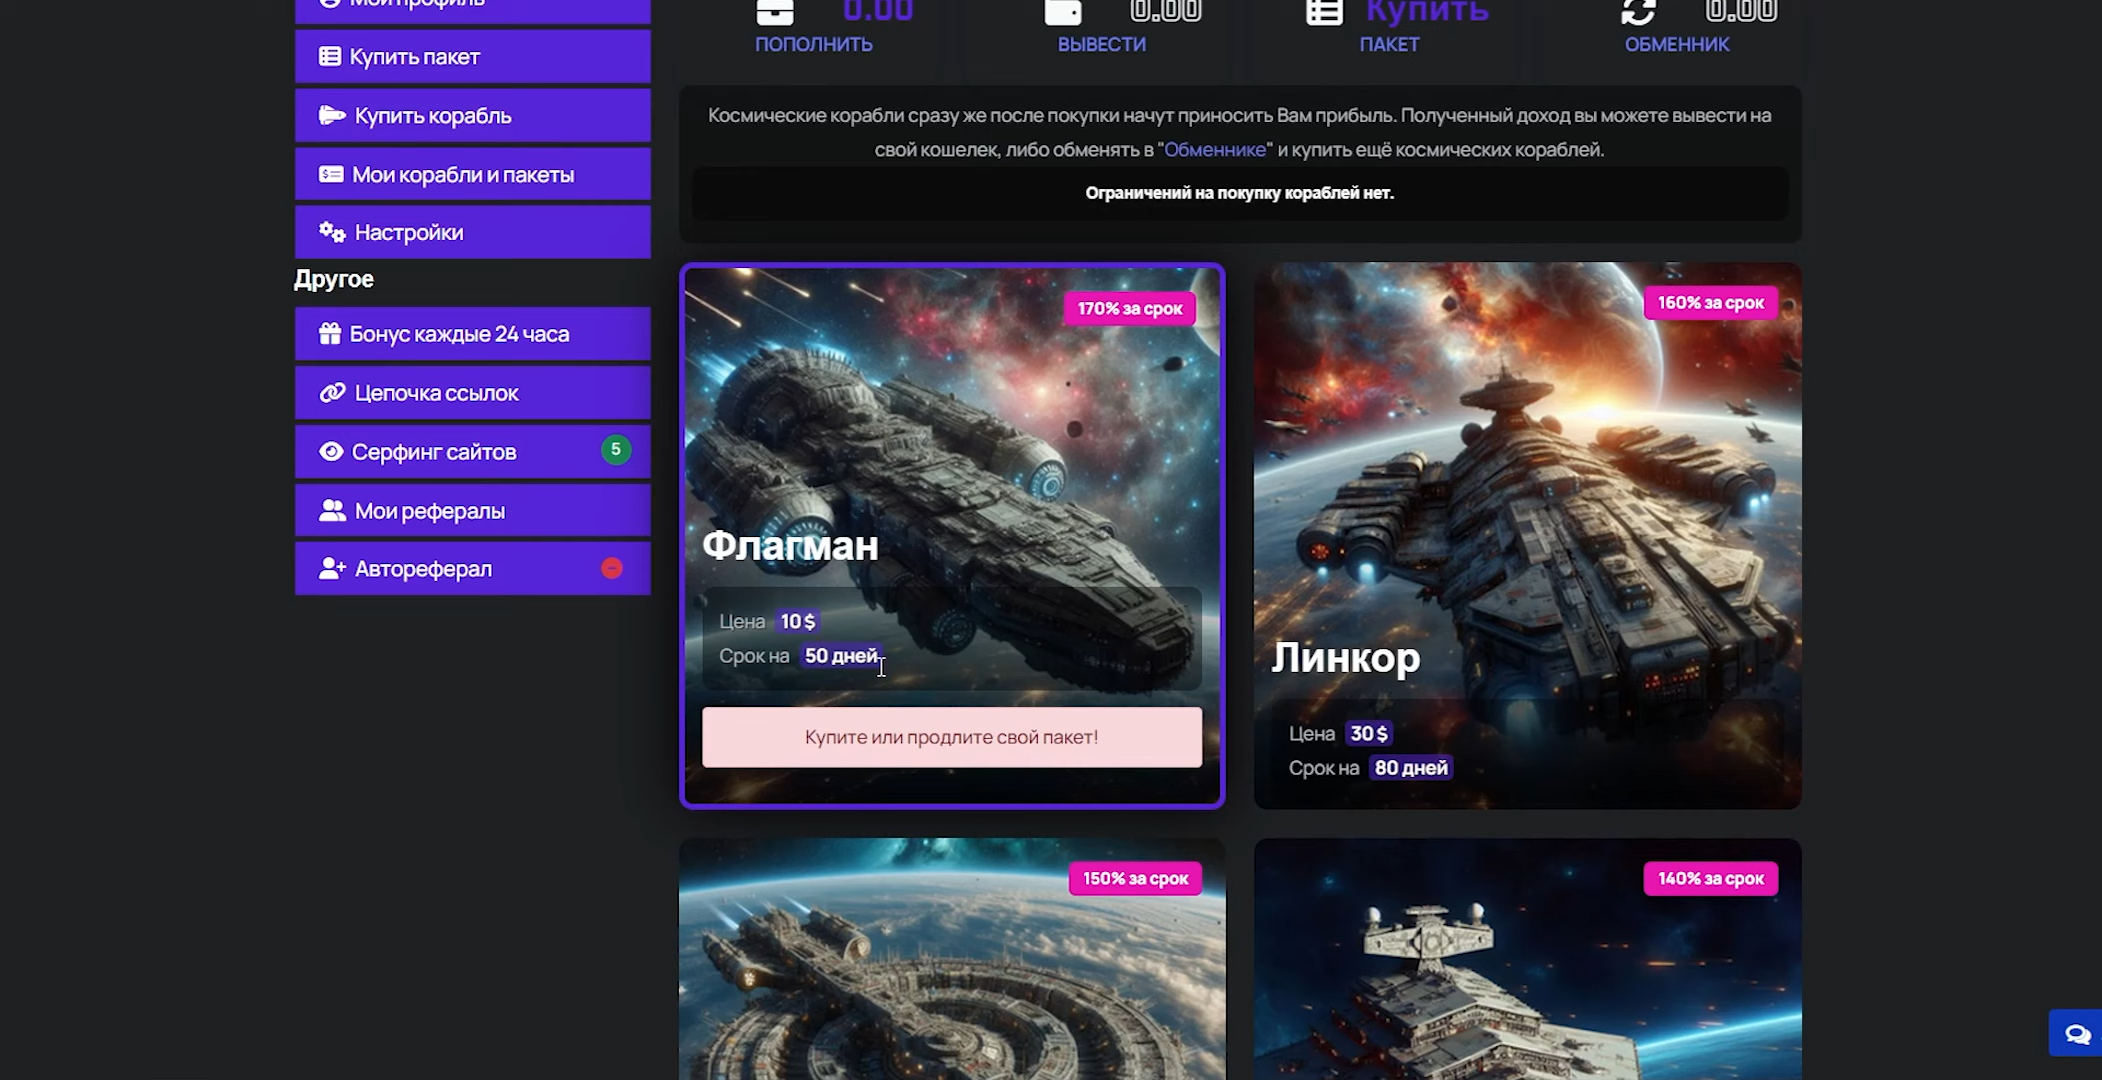 Мой профиль
Купить пакет
Купить корабль
Мои корабли и пакеты
Настройки
Другое
Бонус каждые 24 часа
Цепочка ссылок
Серфинг сайтов 5
Мои рефералы
Автореферал
0.00
ПОПОЛНИТЬ
0.00
ВЫВЕСТИ
Купить
ПАКЕТ
0.00
ОБМЕННИК
Космические корабли сразу же после покупки начут приносить Вам прибыль. Полученный доход вы можете вывести на
свой кошелек, либо обменять в "Обменнике" и купить ещё космических кораблей.
Ограничений на покупку кораблей нет.
170% за срок
Флагман
Цена 10$
Срок на 50 дней
Купите или продлите свой пакет!
160% за срок
Линкор
Цена 30$
Срок на 80 дней
150% за срок
140% за срок